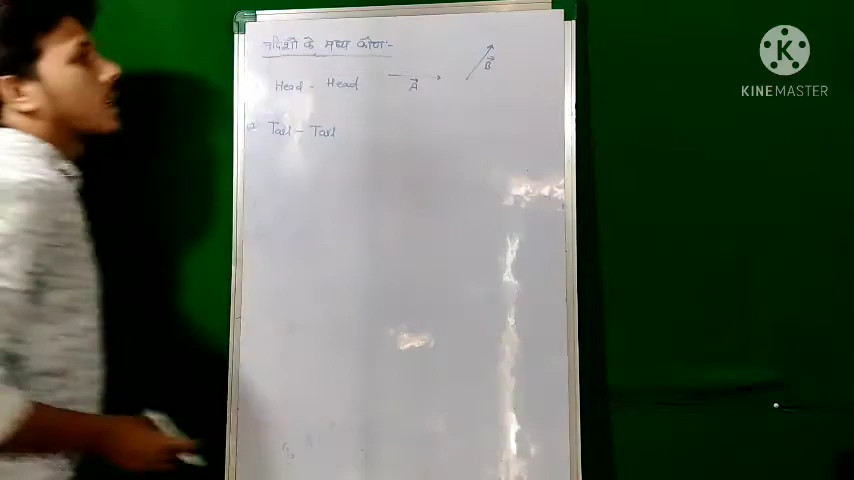 सदिशों के मध्य कोण :-
Head - Head
A
B
Tail - Tail
K
KINEMASTER